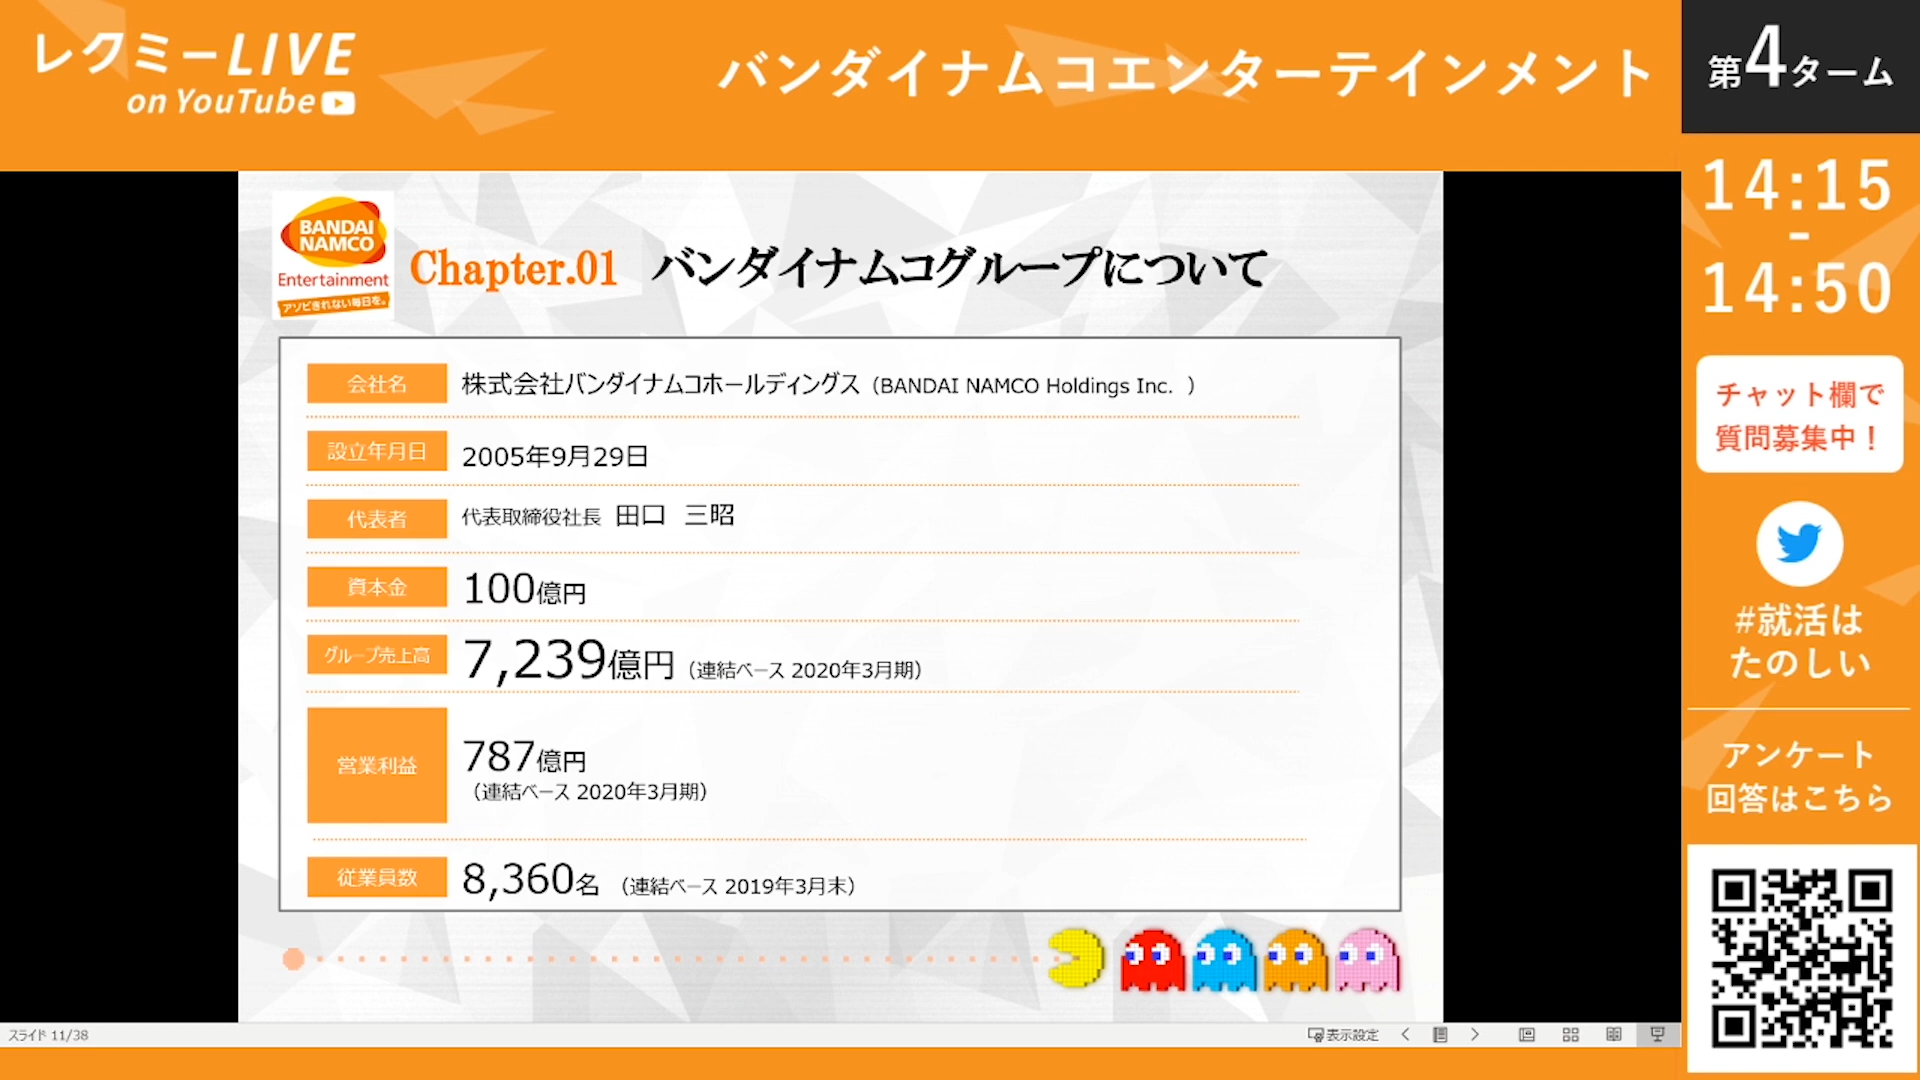 レクミーLIVE
on YouTube
バンダイナムコエンターテインメント
第4ターム
14:15
-
14:50
チャット欄で
質問募集中!
#就活は
たのしい
アンケート
回答はこちら
BANDAI
NAMCO
Entertainment
アソビきれない毎日を。
Chapter.01 バンダイナムコグループについて
会社名 株式会社バンダイナムコホールディングス（BANDAI NAMCO Holdings Inc. ）
設立年月日 2005年9月29日
代表者 代表取締役社長 田口 三昭
資本金 100億円
グループ売上高 7,239億円（連結ベース 2020年3月期）
営業利益 787億円
（連結ベース 2020年3月期）
従業員数 8,360名 （連結ベース 2019年3月末）
スライド 11/38
表示設定